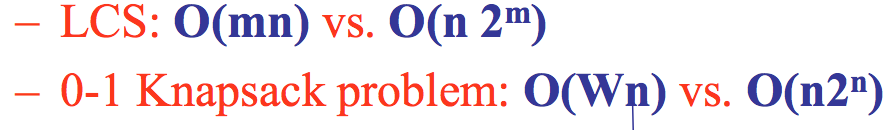 – LCS: O(mn) vs. O(n 2ᵐ)
– 0-1 Knapsack problem: O(Wn) vs. O(n2ⁿ)